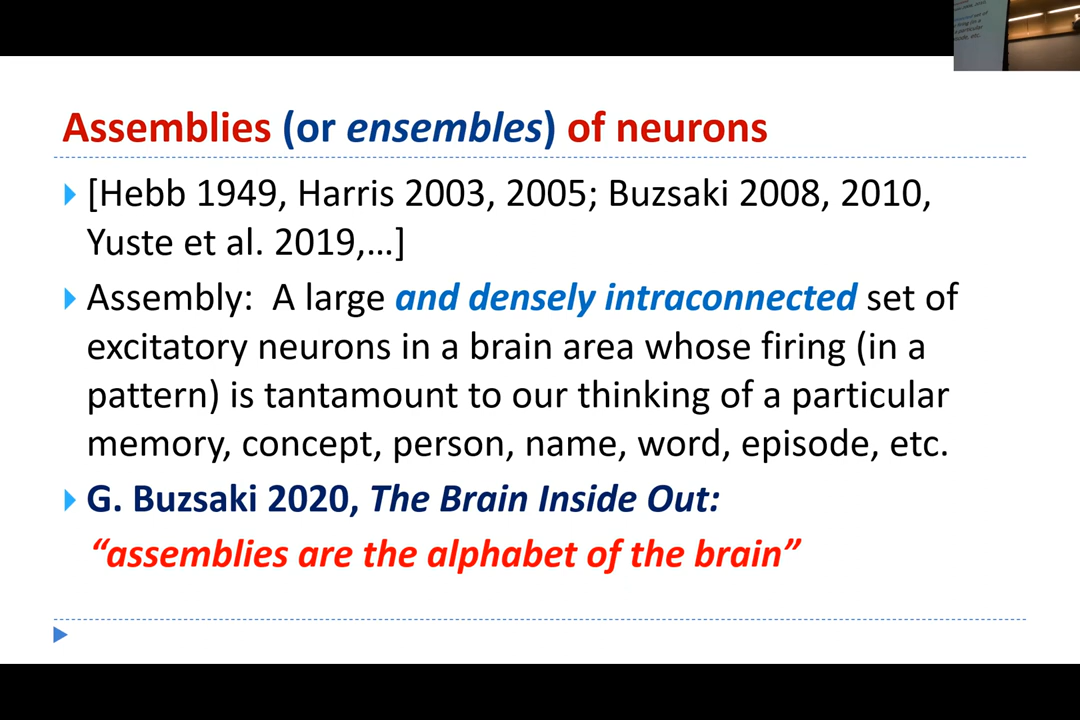 Assemblies (or ensembles) of neurons
[Hebb 1949, Harris 2003, 2005; Buzsaki 2008, 2010,
Yuste et al. 2019,...]
Assembly: A large and densely intraconnected set of
excitatory neurons in a brain area whose firing (in a
pattern) is tantamount to our thinking of a particular
memory, concept, person, name, word, episode, etc.
G. Buzsaki 2020, The Brain Inside Out:
“assemblies are the alphabet of the brain”